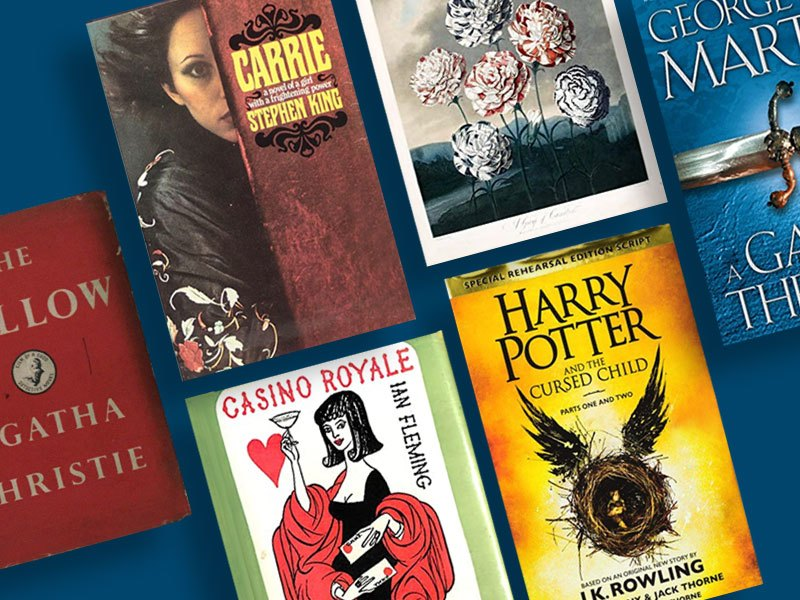 CARRIE
a novel of a girl
with a frightening power
STEPHEN KING
GEORGE
MART
A GA
THR
HE
LLOW
GATHA
HRISTIE
CASINO ROYALE
IAN FLEMING
SPECIAL REHEARSAL EDITION SCRIPT
HARRY
POTTER
AND THE
CURSED CHILD
PARTS ONE AND TWO
BASED ON AN ORIGINAL NEW STORY BY
J.K. ROWLING
& JACK THORNE
THORNE